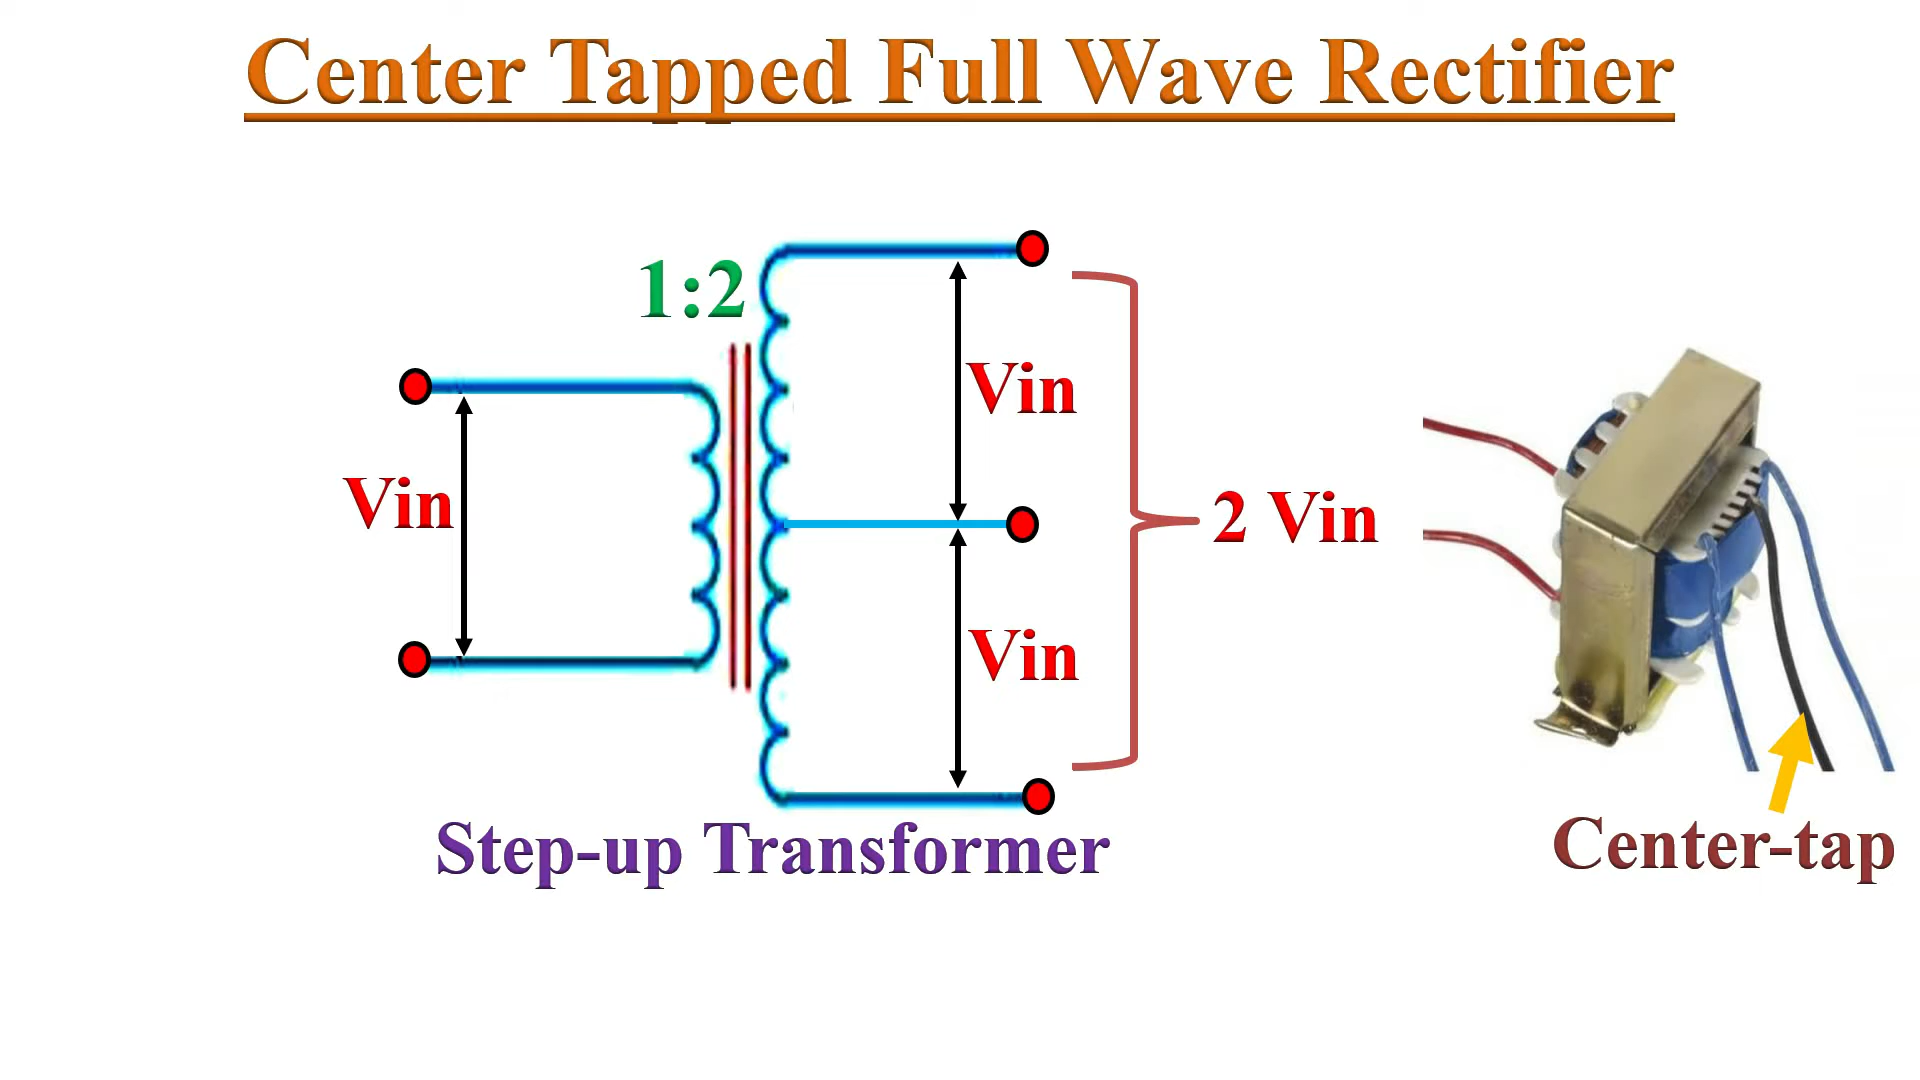 Center Tapped Full Wave Rectifier
1:2
Vin
Vin
2 Vin
Vin
Step-up Transformer
Center-tap